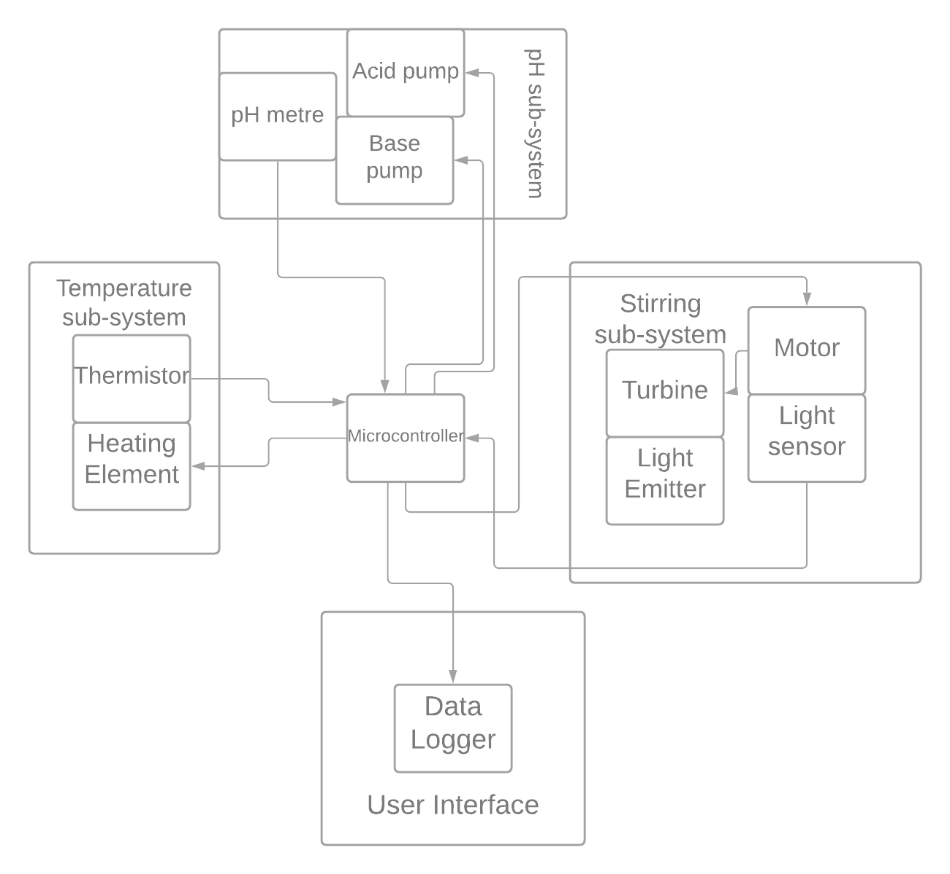 Acid pump
pH metre
Base
pump
pH sub-system
Temperature
sub-system
Thermistor
Heating
Element
Microcontroller
Stirring
sub-system
Motor
Turbine
Light
sensor
Light
Emitter
Data
Logger
User Interface